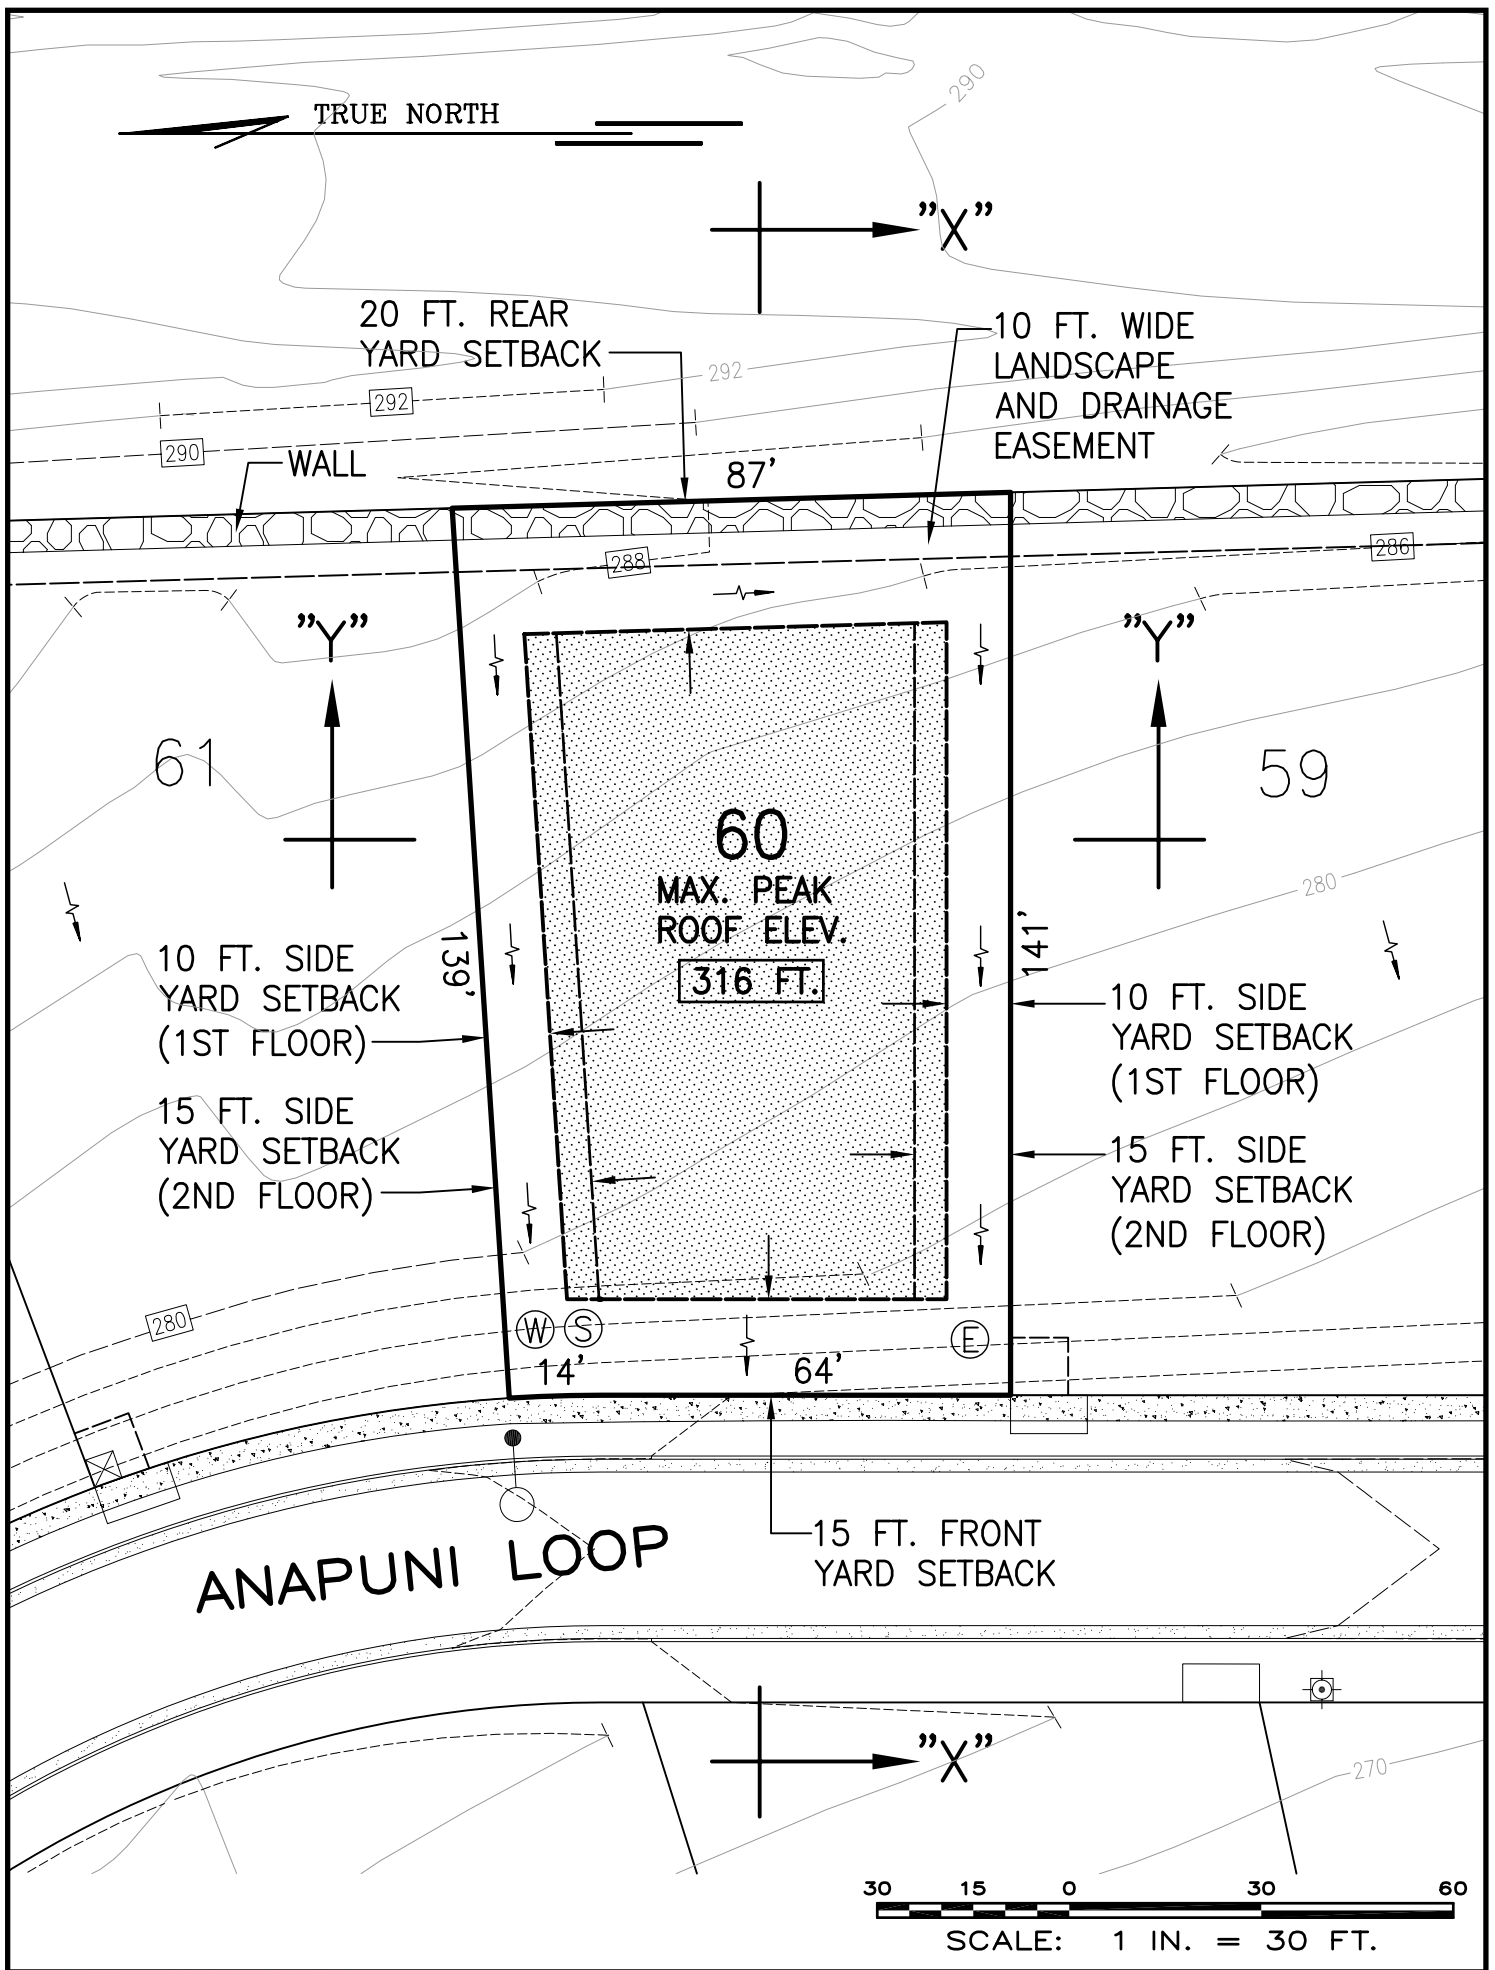 290
TRUE NORTH
"X"
20 FT. REAR
YARD SETBACK
10 FT. WIDE
LANDSCAPE
AND DRAINAGE
EASEMENT
292
292
290
WALL
87'
288
286
"Y"
"Y"
61
59
60
MAX. PEAK
ROOF ELEV.
316 FT.
280
139'
141'
10 FT. SIDE
YARD SETBACK
(1ST FLOOR)
15 FT. SIDE
YARD SETBACK
(2ND FLOOR)
10 FT. SIDE
YARD SETBACK
(1ST FLOOR)
15 FT. SIDE
YARD SETBACK
(2ND FLOOR)
280
W S
E
14'
64'
15 FT. FRONT
YARD SETBACK
ANAPUNI LOOP
"X"
270
30 15 0 30 60
SCALE: 1 IN. = 30 FT.